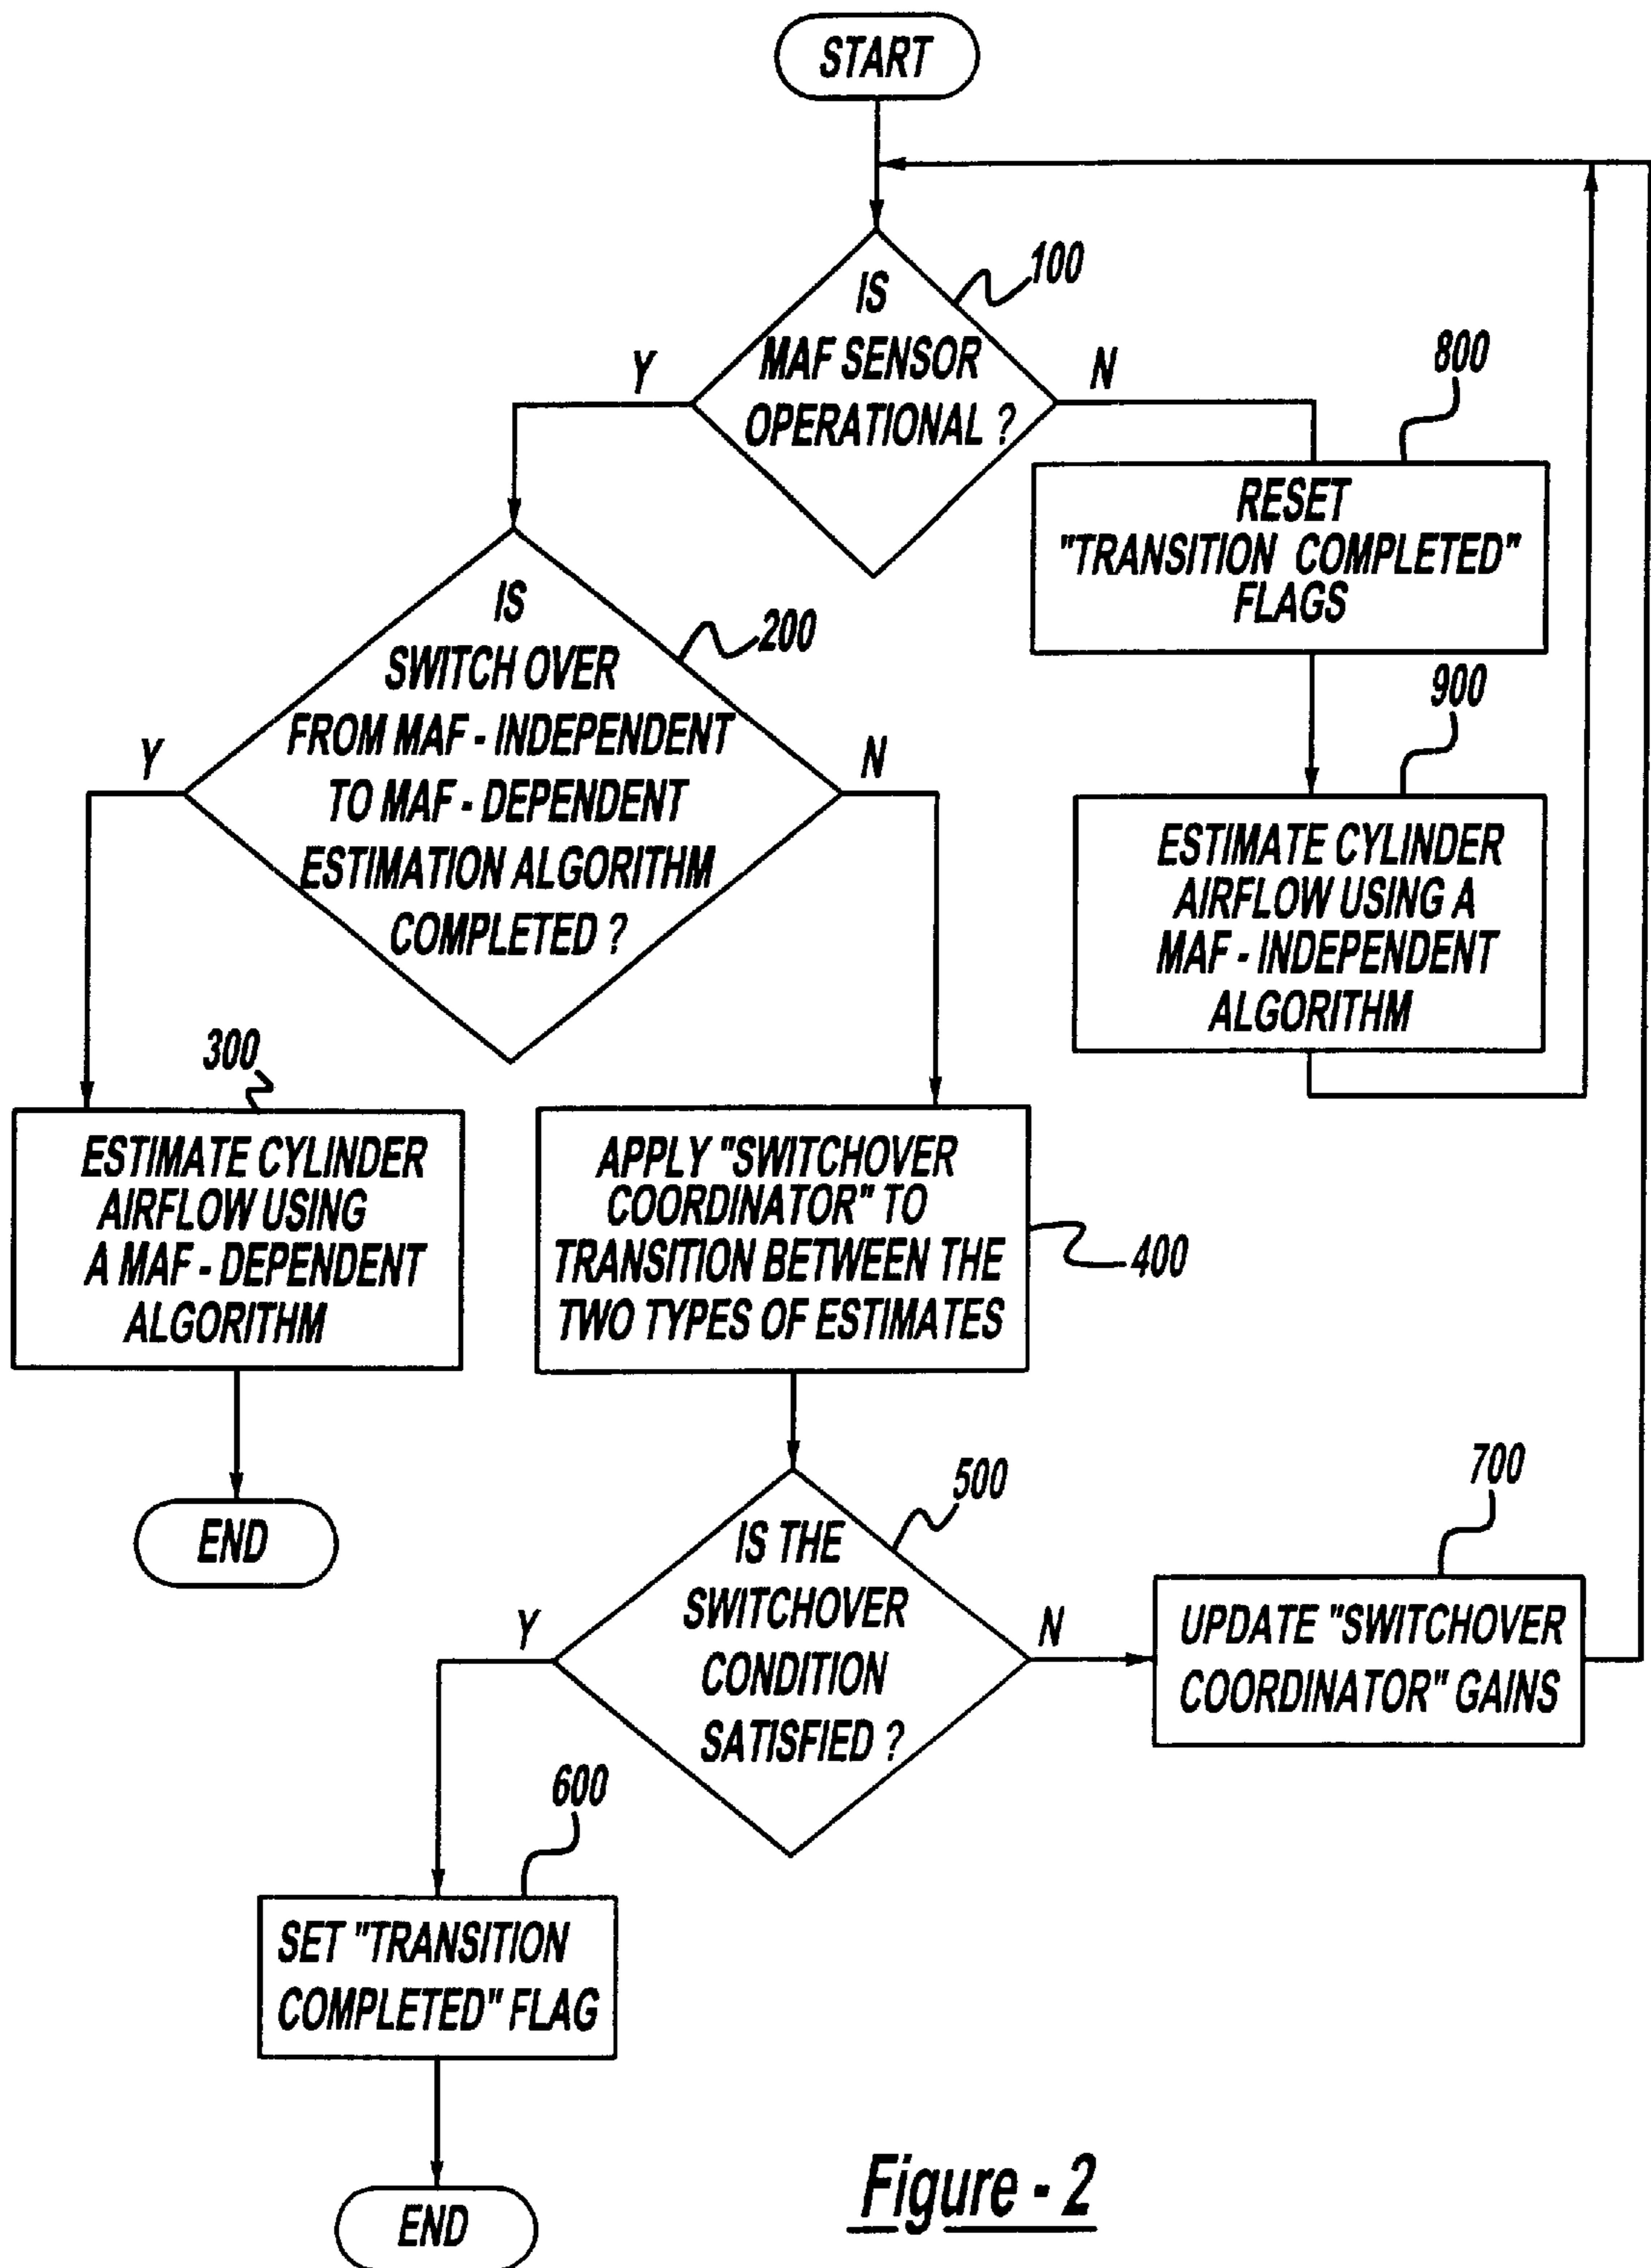 START
100
IS
MAF SENSOR
OPERATIONAL ?
Y
N
800
RESET
"TRANSITION COMPLETED"
FLAGS
200
IS
SWITCH OVER
FROM MAF - INDEPENDENT
TO MAF - DEPENDENT
ESTIMATION ALGORITHM
COMPLETED ?
Y
N
900
ESTIMATE CYLINDER
AIRFLOW USING A
MAF - INDEPENDENT
ALGORITHM
300
ESTIMATE CYLINDER
AIRFLOW USING
A MAF - DEPENDENT
ALGORITHM
END
APPLY "SWITCHOVER
COORDINATOR" TO
TRANSITION BETWEEN THE
TWO TYPES OF ESTIMATES
400
500
IS THE
SWITCHOVER
CONDITION
SATISFIED ?
Y
N
700
UPDATE "SWITCHOVER
COORDINATOR" GAINS
600
SET "TRANSITION
COMPLETED" FLAG
END
Figure - 2